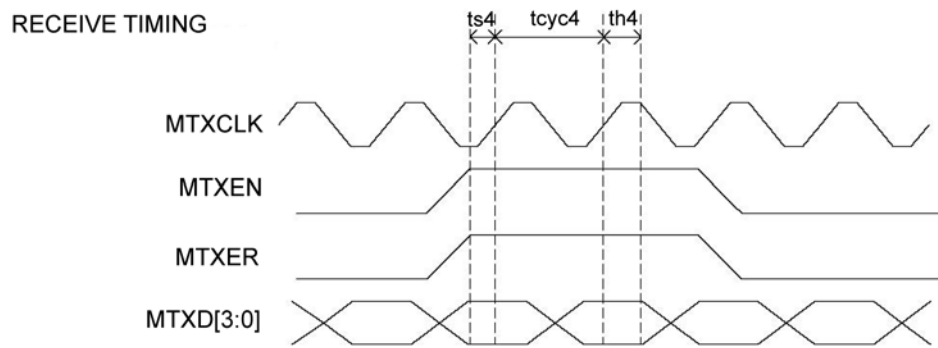 RECEIVE TIMING
ts4 tcyc4 th4
MTXCLK
MTXEN
MTXER
MTXD[3:0]